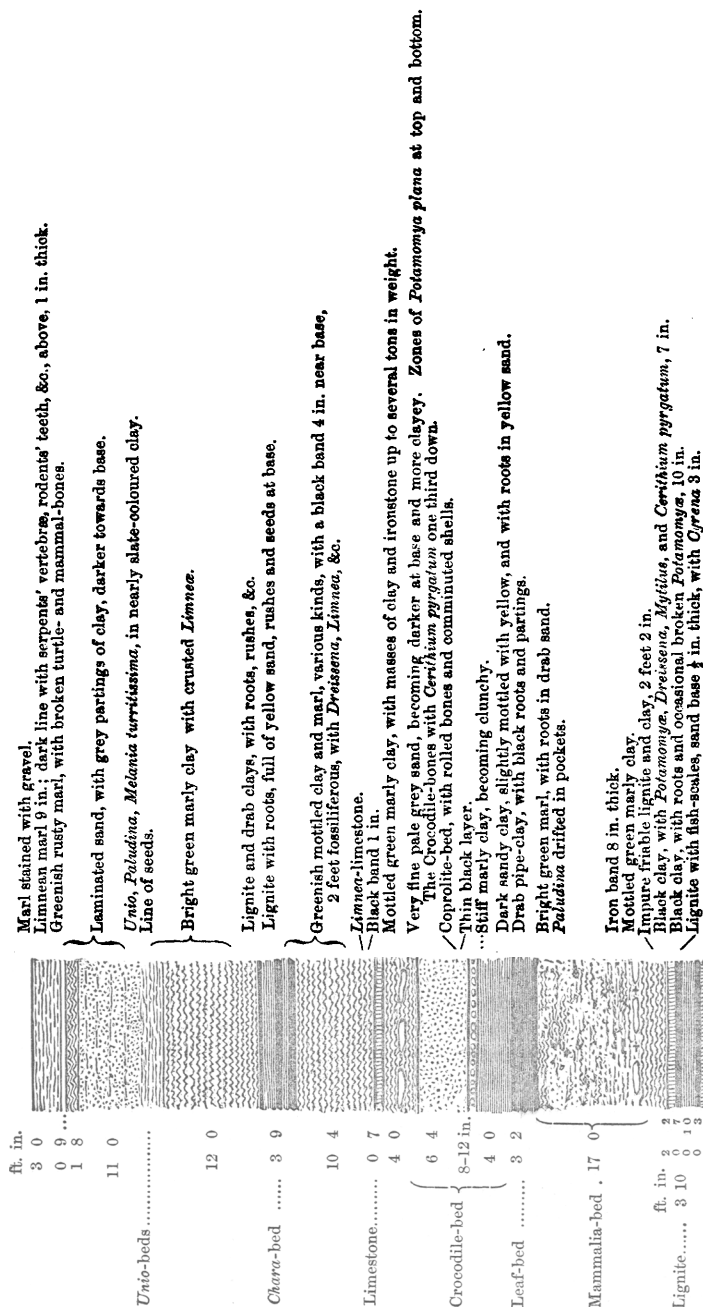 ft. in.
3 0
0 9...
1 8
11 0
Unio-beds
12 0
Chara-bed ...... 3 9
10 4
Limestone......... 0 7
4 0
6 4
Crocodile-bed
8–12 in.
4 0
Leaf-bed ......... 3 2
Mammalia-bed . 17 0
ft. in.
Lignite...... 3 10
2 2
0 7
0 10
0 3
Marl stained with gravel.
Limnean marl 9 in.; dark line with serpents' vertebræ, rodents' teeth, &c., above, 1 in. thick.
Greenish rusty marl, with broken turtle- and mammal-bones.
Laminated sand, with grey partings of clay, darker towards base.
Unio, Paludina, Melania turritissima, in nearly slate-coloured clay.
Line of seeds.
Bright green marly clay with crusted Limneæ.
Lignite and drab clays, with roots, rushes, &c.
Lignite with roots, full of yellow sand, rushes and seeds at base.
Greenish mottled clay and marl, various kinds, with a black band 4 in. near base,
2 feet fossiliferous, with Dreissena, Limnea, &c.
Limnea-limestone.
Black band 1 in.
Mottled green marly clay, with masses of clay and ironstone up to several tons in weight.
Very fine pale grey sand, becoming darker at base and more clayey. Zones of Potamomya plana at top and bottom.
The Crocodile-bones with Cerithium pyrgatum one third down.
Coprolite-bed, with rolled bones and comminuted shells.
Thin black layer.
...Stiff marly clay, becoming clunchy.
Dark sandy clay, slightly mottled with yellow, and with roots in yellow sand.
Drab pipe-clay, with black roots and partings.
Bright green marl, with roots in drab sand.
Paludina drifted in pockets.
Iron band 8 in. thick.
Mottled green marly clay.
Impure friable lignite and clay, 2 feet 2 in.
Black clay, with Potamomyæ, Dreissena, Mytilus, and Cerithium pyrgatum, 7 in.
Black clay, with roots and occasional broken Potamomyæ, 10 in.
Lignite with fish-scales, sand base ½ in. thick, with Cyrena 3 in.